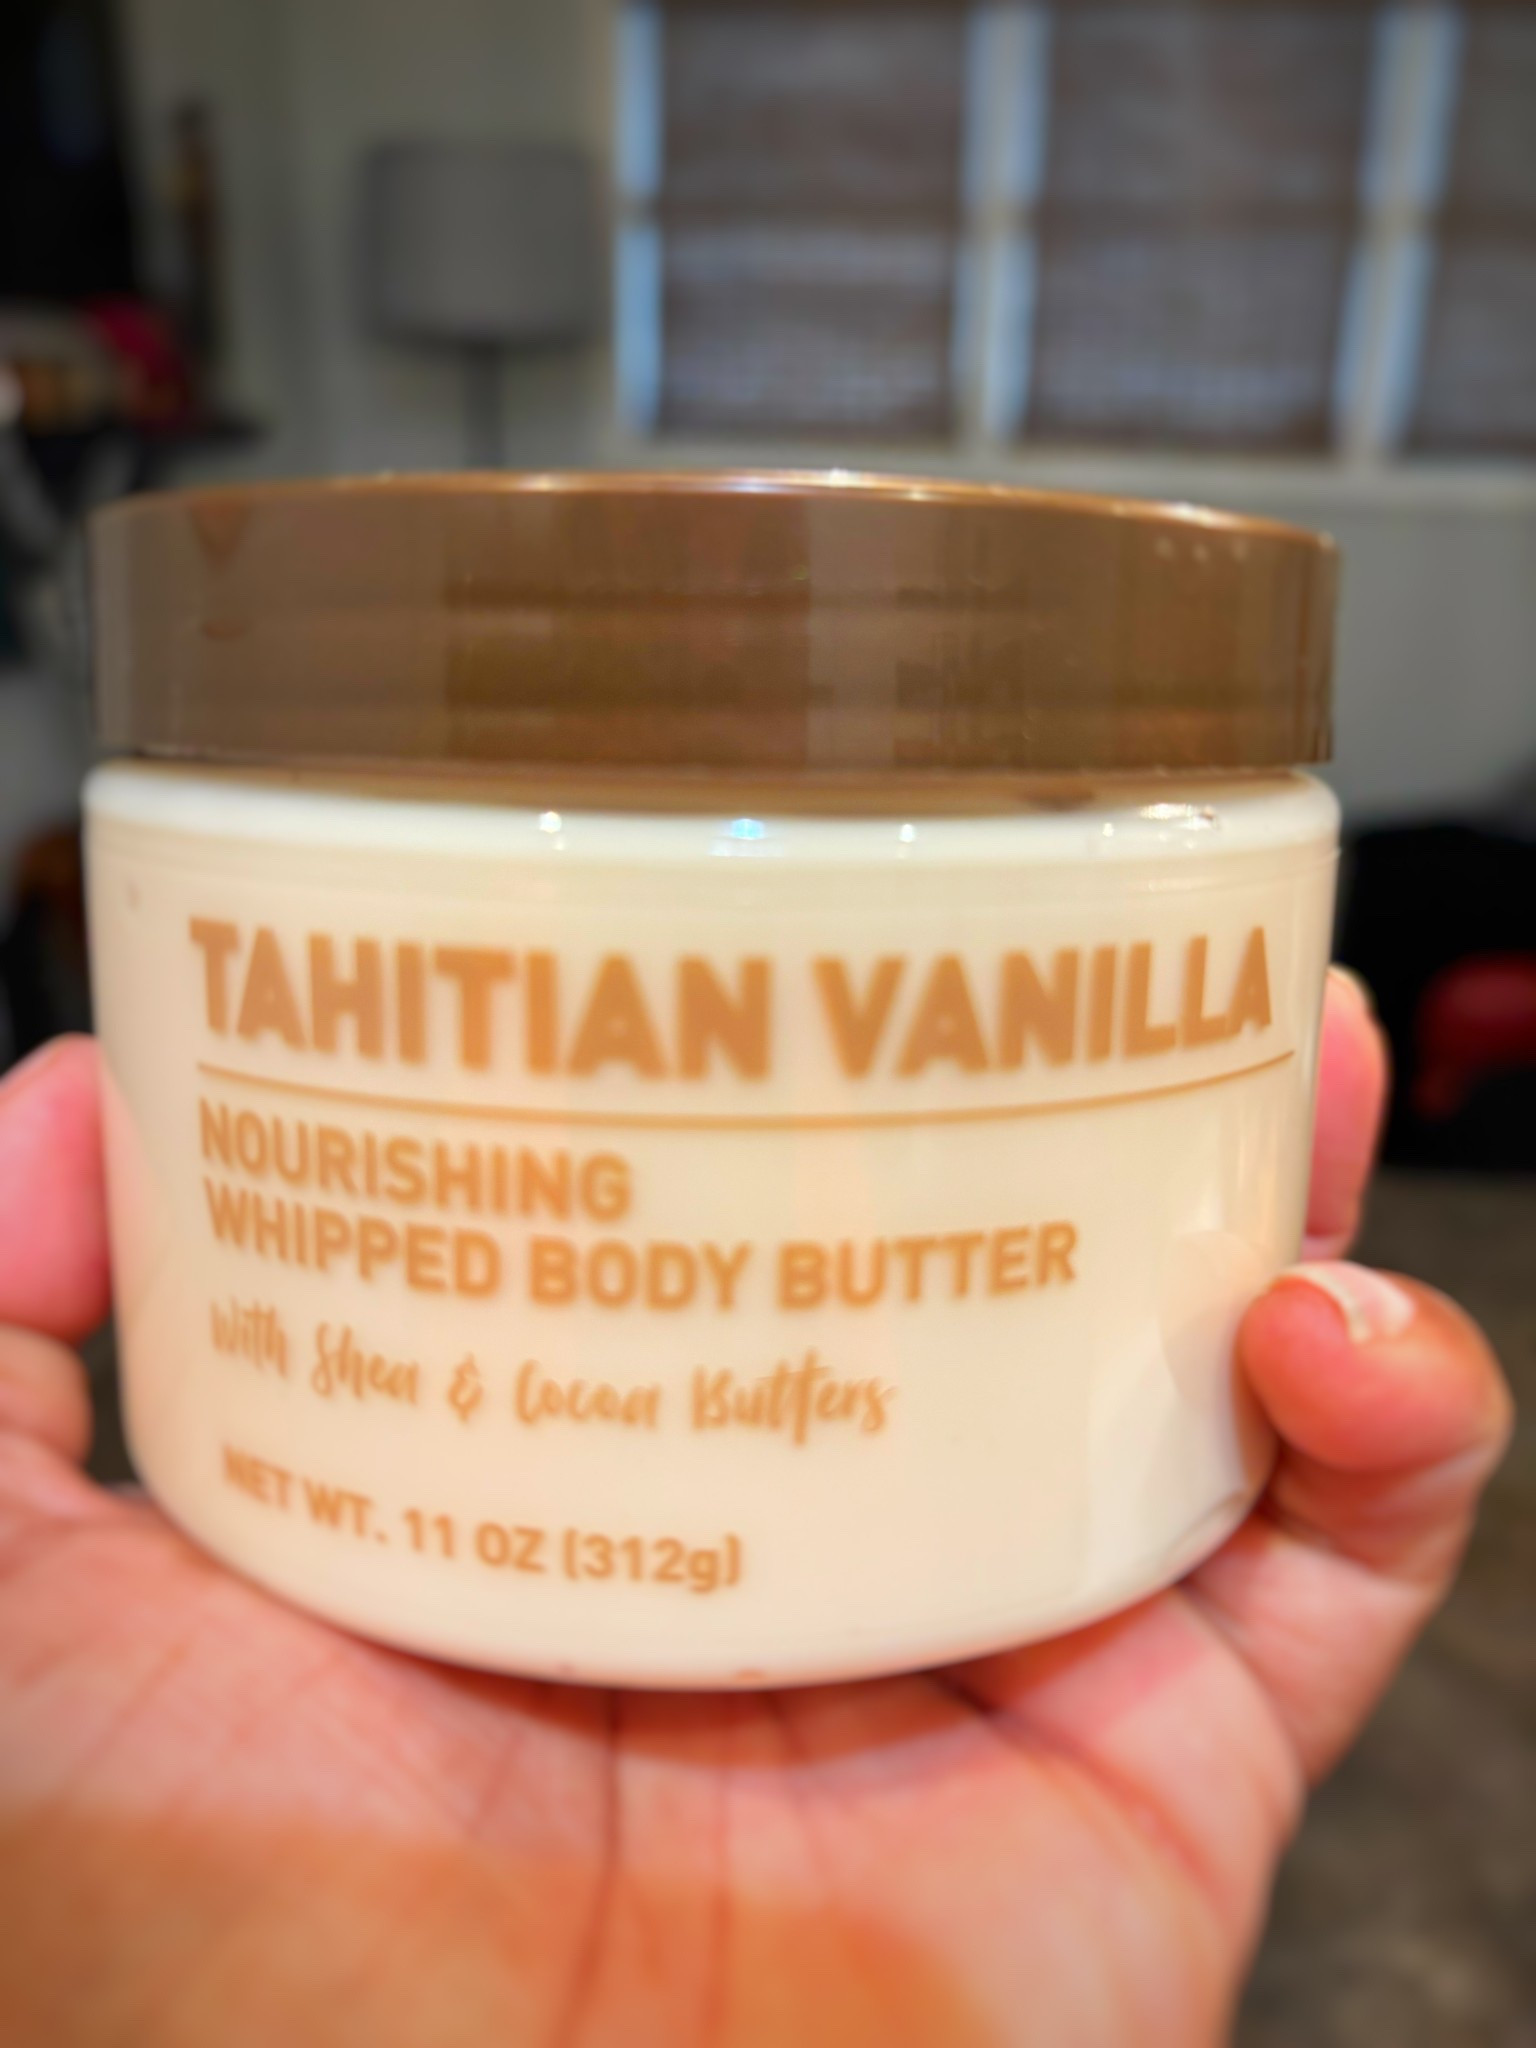 TAHITIAN VANILLA
NOURISHING
WHIPPED BODY BUTTER
With Shea & Cocoa Butters
NET WT. 11 OZ (312g)